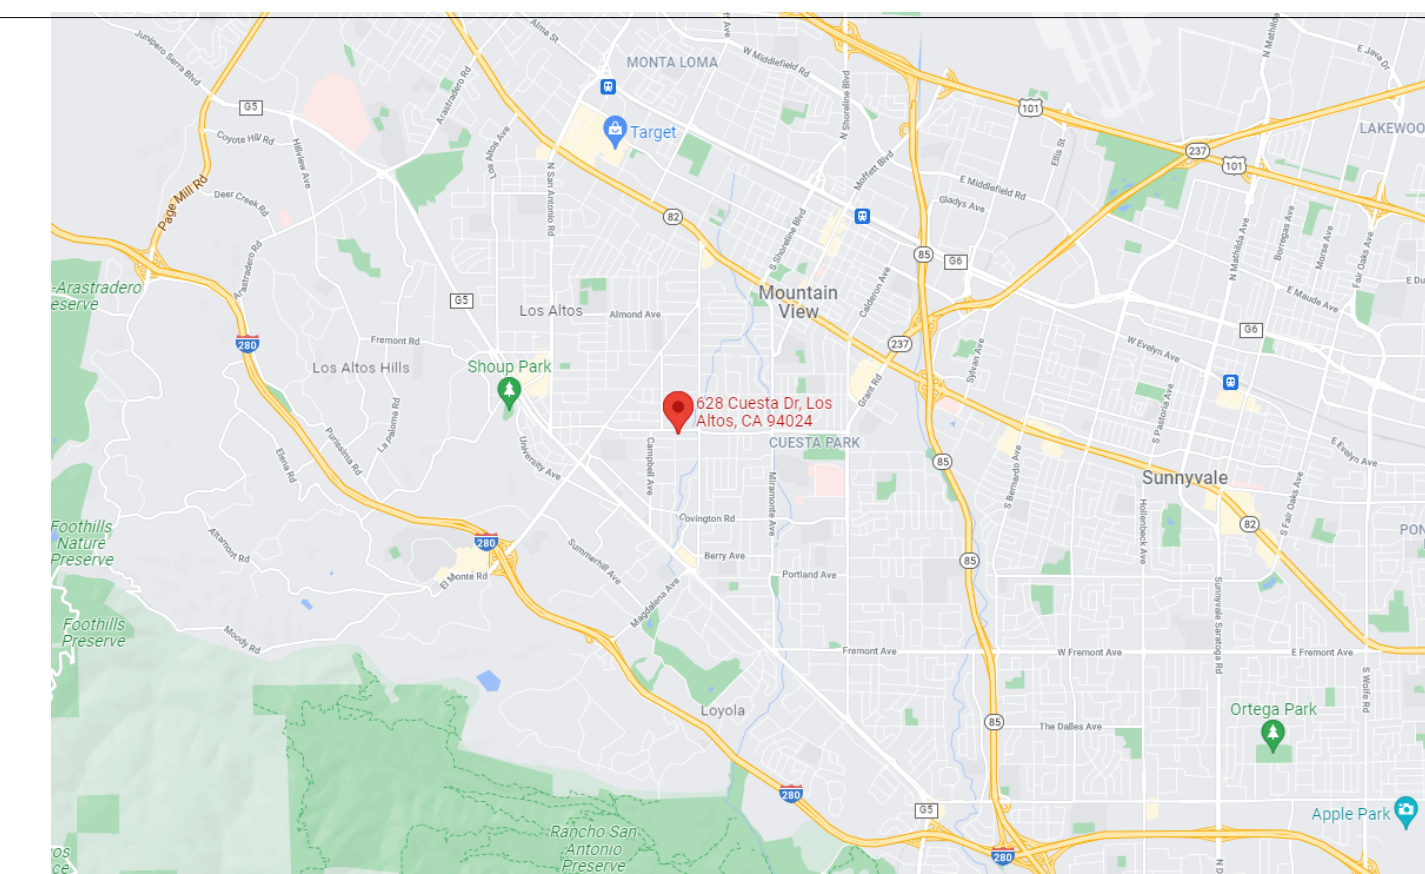 Junipero Serra Blvd
Alma St
W Middlefield Rd
MONTA LOMA
N Mathilda
E Java Dr
G5
Arastradero Rd
N Shoreline Blvd
101
Target
LAKEWOO
Coyote Hill Rd
Hillview Ave
Los Altos Ave
Ellis St
237
101
Moffett Blvd
N San Antonio Rd
E Middlefield Rd
Gladys Ave
Page Mill Rd
Deer Creek Rd
82
S Shoreline Blvd
N Mathilda Ave
Borregas Ave
Morse Ave
Fair Oaks Ave
Arastradero Rd
85
G6
-Arastradero
eserve
Mountain
View
Calderon Ave
E Du
E Maude Ave
G5
Los Altos
Almond Ave
G6
280
Fremont Rd
237
W Evelyn Ave
Los Altos Hills
Shoup Park
Sylvan Ave
Grant Rd
628 Cuesta Dr, Los
Altos, CA 94024
CUESTA PARK
La Paloma Rd
S Pastoria Ave
Purissima Rd
Elena Rd
University Ave
Campbell Ave
85
E Evelyn Ave
Miramonte Ave
S Bernardo Ave
Sunnyvale
Hollenbeck Ave
S Fair Oaks Ave
Covington Rd
82
Foothills
Nature
Preserve
Altamont Rd
280
PON
Summerhill Ave
Berry Ave
85
El Monte Rd
Portland Ave
Magdalena Ave
Sunnyvale Saratoga Rd
Foothills
Preserve
Moody Rd
Fremont Ave
W Fremont Ave
E Fremont Ave
S Wolfe Rd
Loyola
Ortega Park
85
The Dalles Ave
280
G5
Apple Park
Rancho San
Antonio
Preserve
280
N D
os
ce